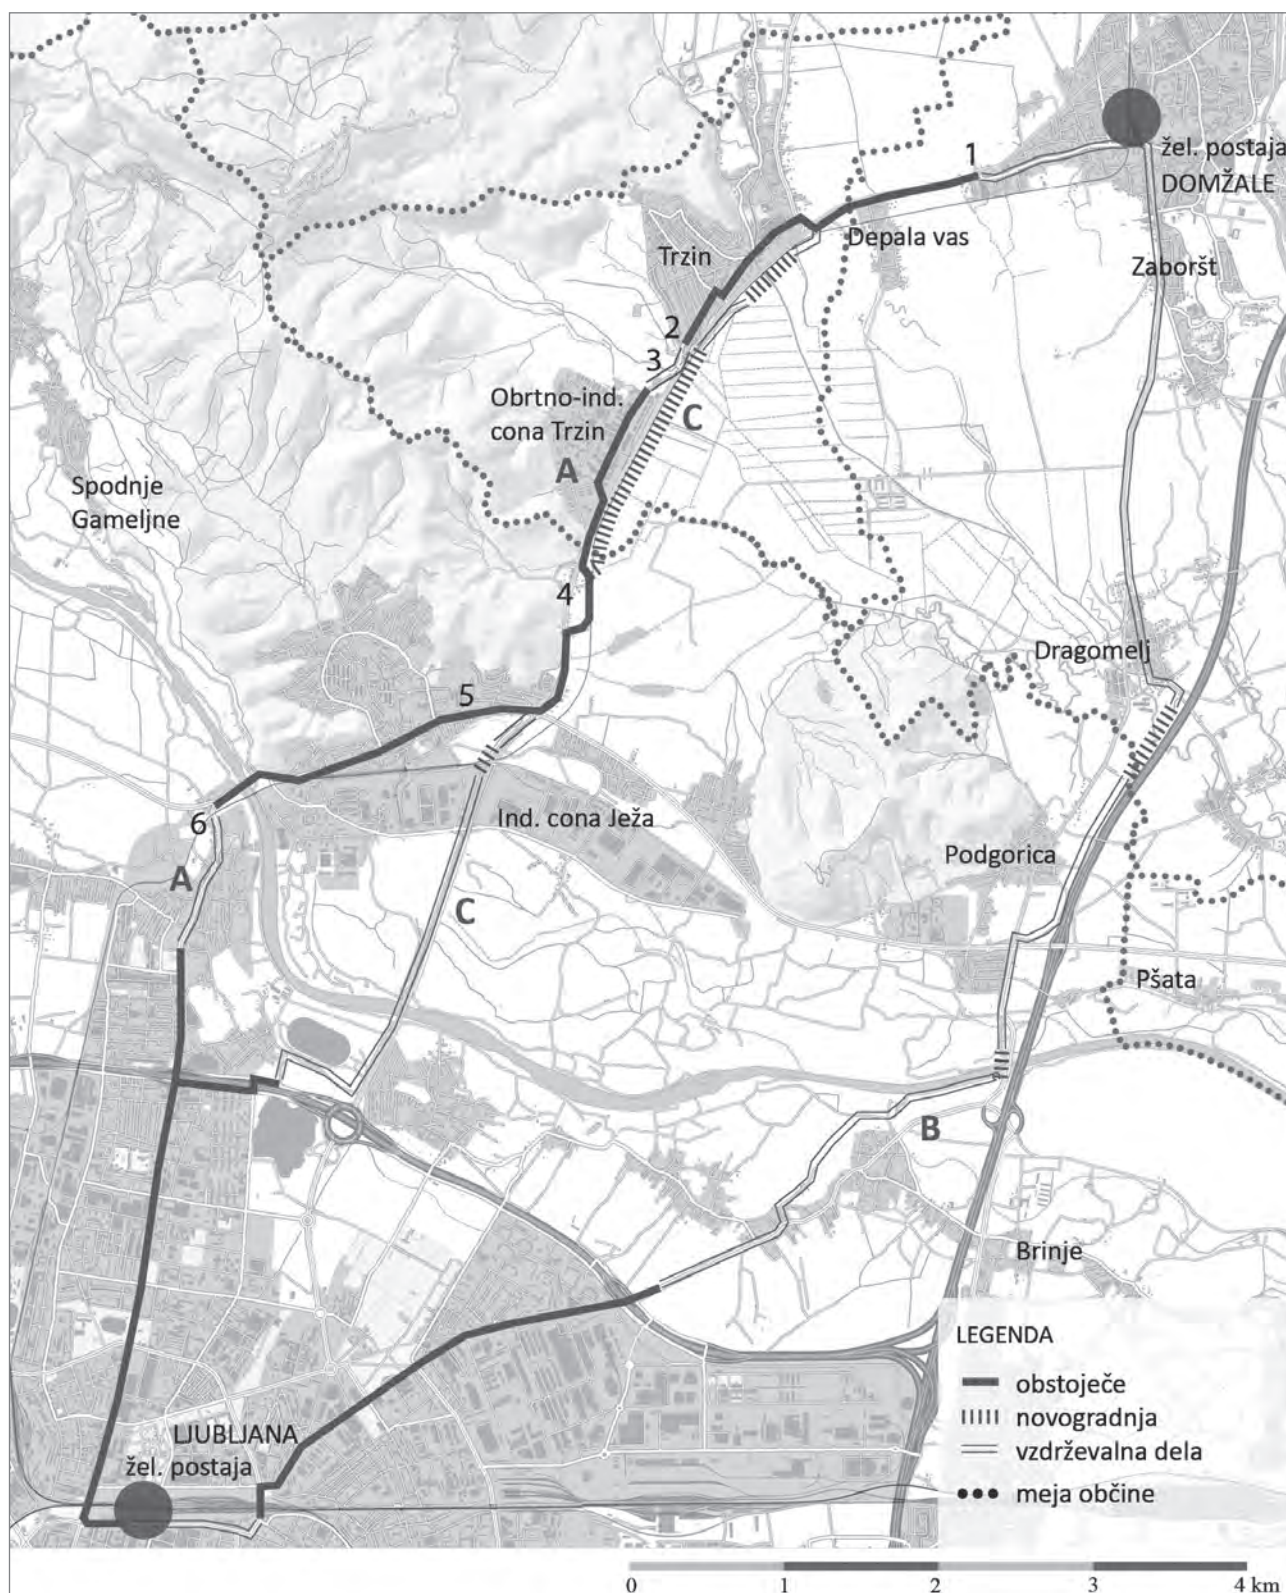 1
žel. postaja
DOMŽALE
Depala vas
Trzin
Zaboršt
2
3
Obrtno-ind.
cona Trzin
C
A
Spodnje
Gameljne
4
Dragomelj
5
6
Ind. cona Ježa
Podgorica
A
C
Pšata
B
Brinje
LEGENDA
obstoječe
novogradnja
vzdrževalna dela
meja občine
LJUBLJANA
žel. postaja
0 1 2 3 4 km